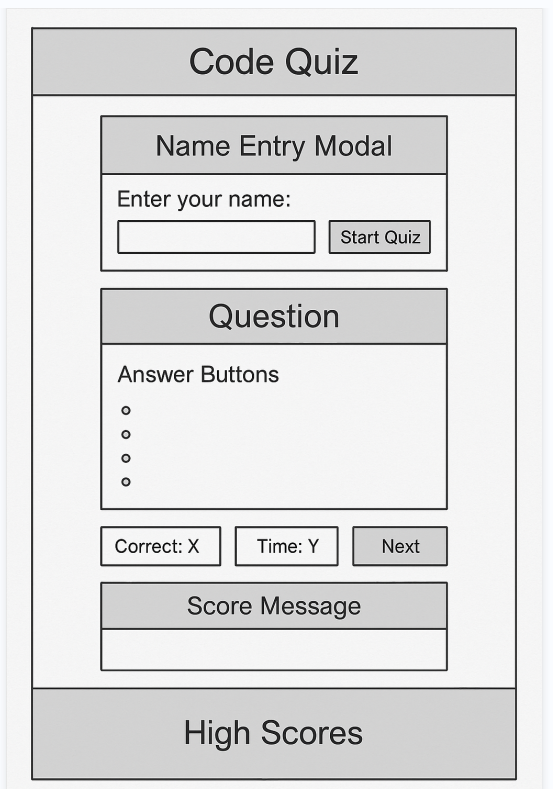 Code Quiz
Name Entry Modal
Enter your name:
Start Quiz
Question
Answer Buttons
Correct: X
Time: Y
Next
Score Message
High Scores